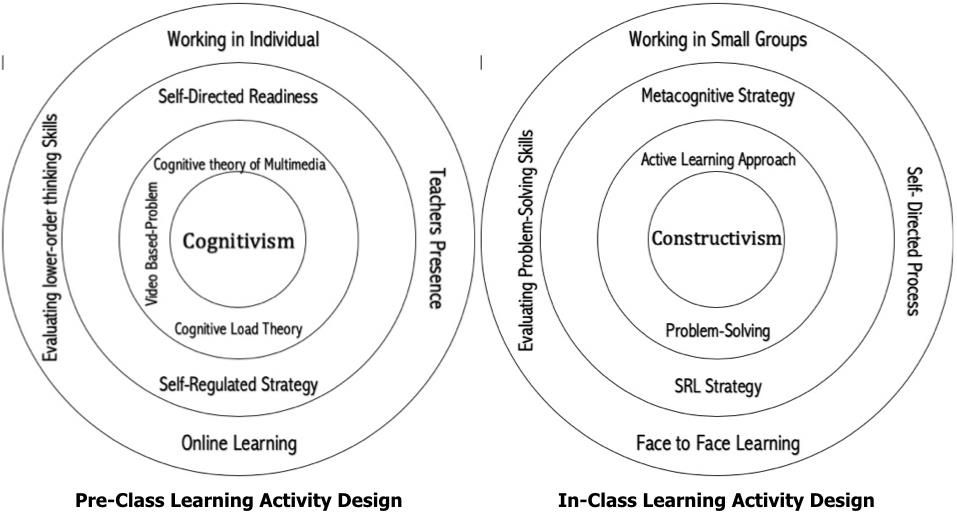 Working in Individual
Self-Directed Readiness
Cognitive theory of Multimedia
Evaluating lower-order thinking Skills
Video Based-Problem
Cognitivism
Teachers Presence
Cognitive Load Theory
Self-Regulated Strategy
Online Learning
Pre-Class Learning Activity Design
Working in Small Groups
Metacognitive Strategy
Active Learning Approach
Evaluating Problem-Solving Skills
Constructivism
Self- Directed Process
Problem-Solving
SRL Strategy
Face to Face Learning
In-Class Learning Activity Design